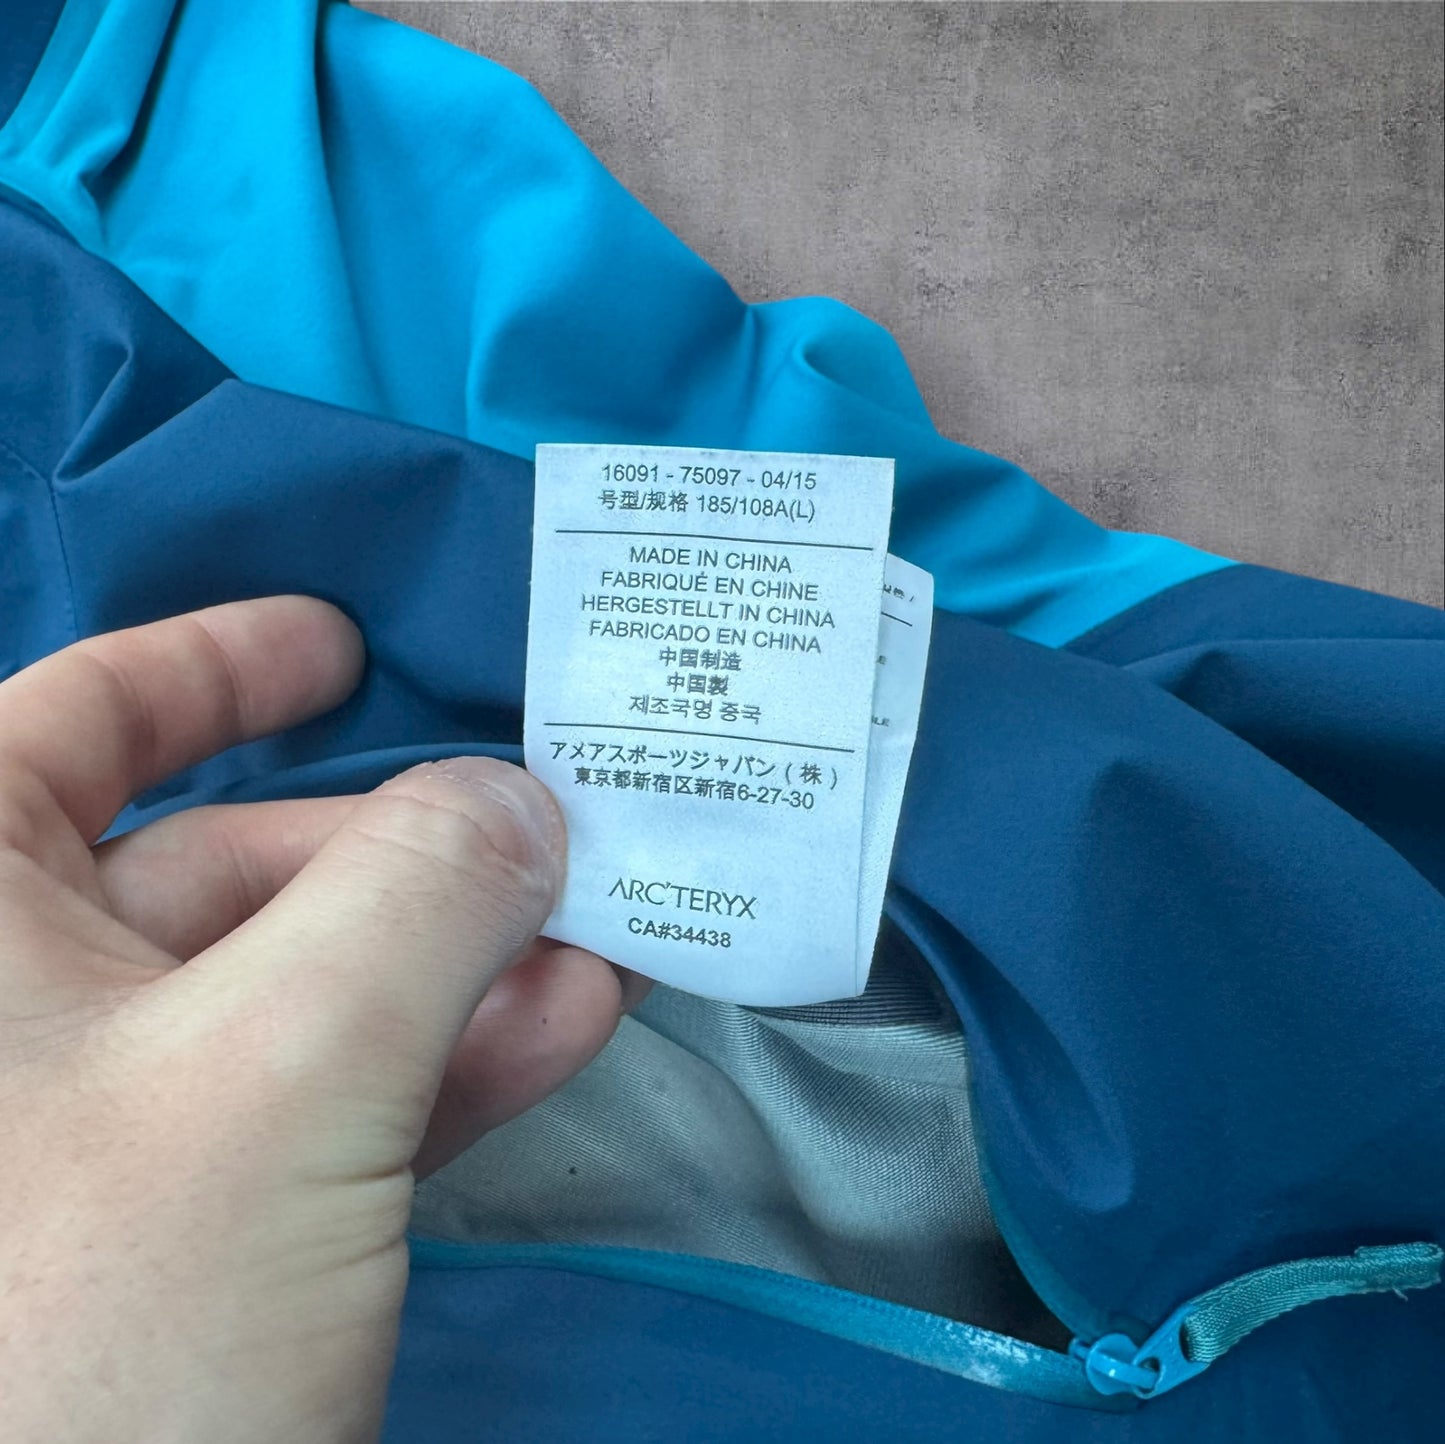 16091 - 75097 - 04/15
号型/规格 185/108A(L)
MADE IN CHINA
FABRIQUÉ EN CHINE
HERGESTELLT IN CHINA
FABRICADO EN CHINA
中国制造
中国製
제조국명 중국
アメアスポーツジャパン（株）
東京都新宿区新宿6-27-30
ARC'TERYX
CA#34438